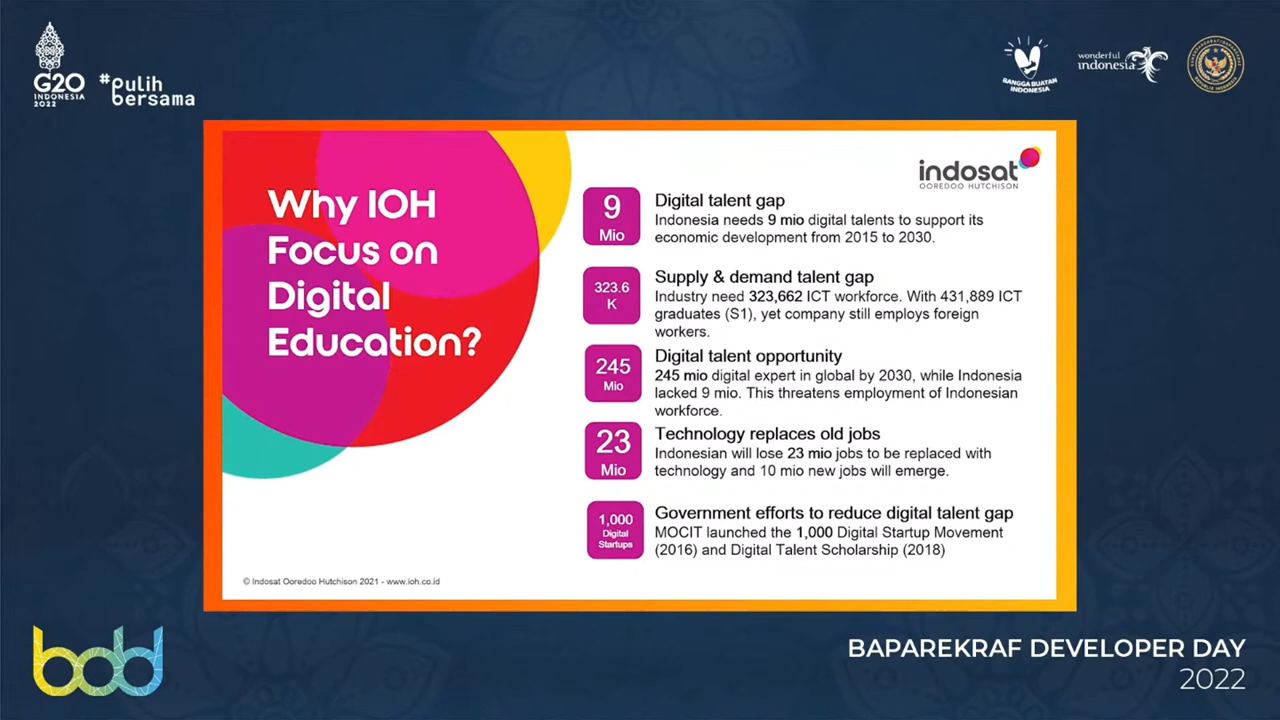 G20
INDONESIA
2022
#pulih
bersama
BANGGA BUATAN
INDONESIA
wonderful
indonesia
Why IOH
Focus on
Digital
Education?
indosat
OOREDOO HUTCHISON
9
Mio
Digital talent gap
Indonesia needs 9 mio digital talents to support its
economic development from 2015 to 2030.
323.6
K
Supply & demand talent gap
Industry need 323,662 ICT workforce. With 431,889 ICT
graduates (S1), yet company still employs foreign
workers.
245
Mio
Digital talent opportunity
245 mio digital expert in global by 2030, while Indonesia
lacked 9 mio. This threatens employment of Indonesian
workforce.
23
Mio
Technology replaces old jobs
Indonesian will lose 23 mio jobs to be replaced with
technology and 10 mio new jobs will emerge.
1,000
Digital
Startups
Government efforts to reduce digital talent gap
MOCIT launched the 1,000 Digital Startup Movement
(2016) and Digital Talent Scholarship (2018)
© Indosat Ooredoo Hutchison 2021 - www.ioh.co.id
bdd
BAPAREKRAF DEVELOPER DAY
2022